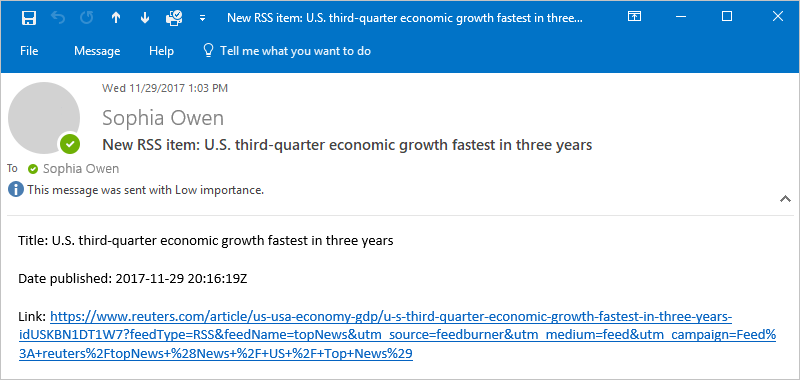 New RSS item: U.S. third-quarter economic growth fastest in three...
File Message Help Tell me what you want to do
Wed 11/29/2017 1:03 PM
Sophia Owen
New RSS item: U.S. third-quarter economic growth fastest in three years
To Sophia Owen
This message was sent with Low importance.
Title: U.S. third-quarter economic growth fastest in three years
Date published: 2017-11-29 20:16:19Z
Link: https://www.reuters.com/article/us-usa-economy-gdp/u-s-third-quarter-economic-growth-fastest-in-three-years-
idUSKBN1DT1W7?feedType=RSS&feedName=topNews&utm_source=feedburner&utm_medium=feed&utm_campaign=Feed%
3A+reuters%2FtopNews+%28News+%2F+US+%2F+Top+News%29